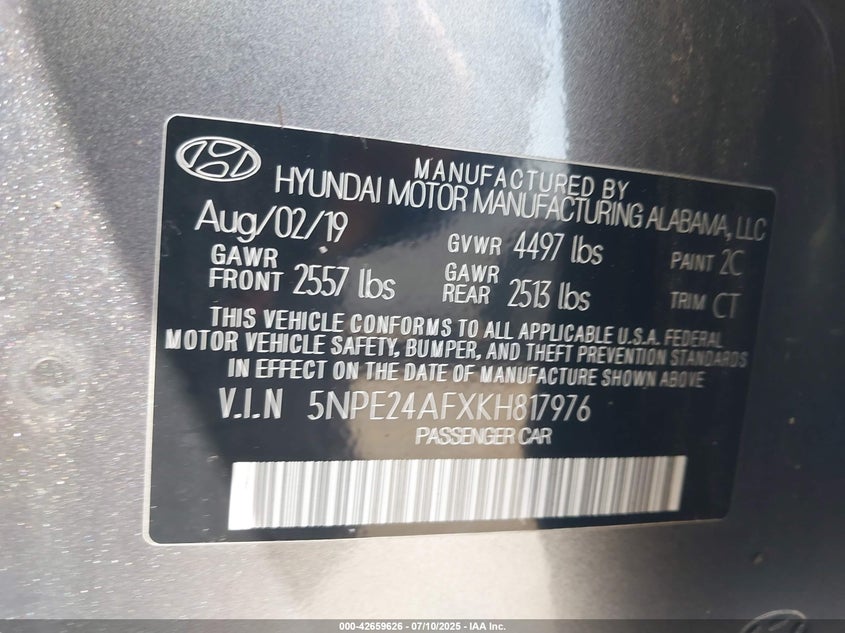 MANUFACTURED BY
HYUNDAI MOTOR MANUFACTURING ALABAMA, LLC
Aug/02/19
GVWR 4497 lbs
PAINT 2C
GAWR FRONT 2557 lbs
GAWR REAR 2513 lbs
TRIM CT
THIS VEHICLE CONFORMS TO ALL APPLICABLE U.S.A. FEDERAL
MOTOR VEHICLE SAFETY, BUMPER, AND THEFT PREVENTION STANDARDS
IN EFFECT ON THE DATE OF MANUFACTURE SHOWN ABOVE
V.I.N 5NPE24AFXKH817976
PASSENGER CAR
000-42659626 - 07/10/2025 - IAA Inc.